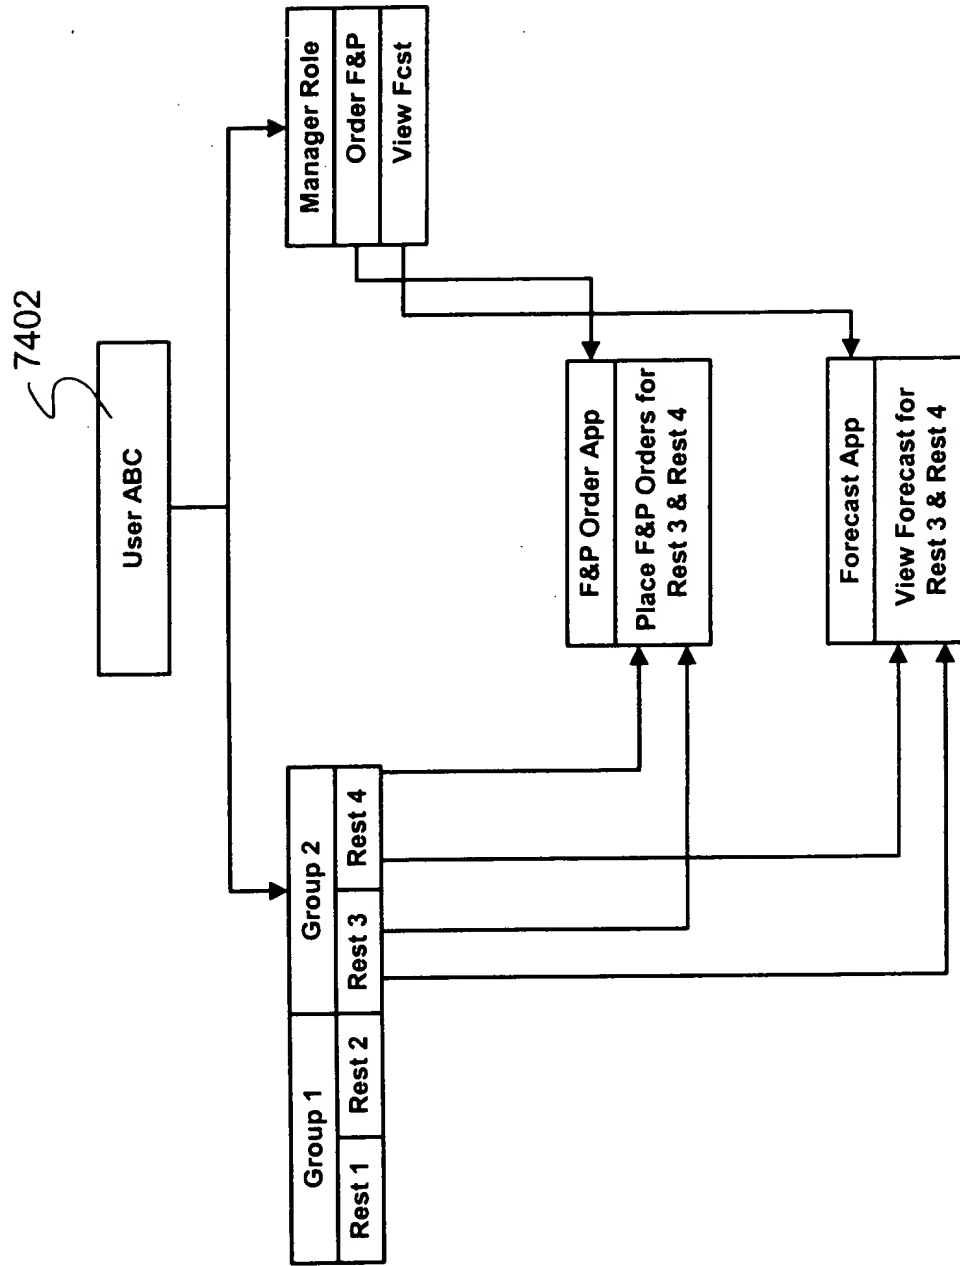 7402
User ABC
Group 1
Group 2
Rest 1
Rest 2
Rest 3
Rest 4
Manager Role
Order F&P
View Fcst
F&P Order App
Place F&P Orders for
Rest 3 & Rest 4
Forecast App
View Forecast for
Rest 3 & Rest 4